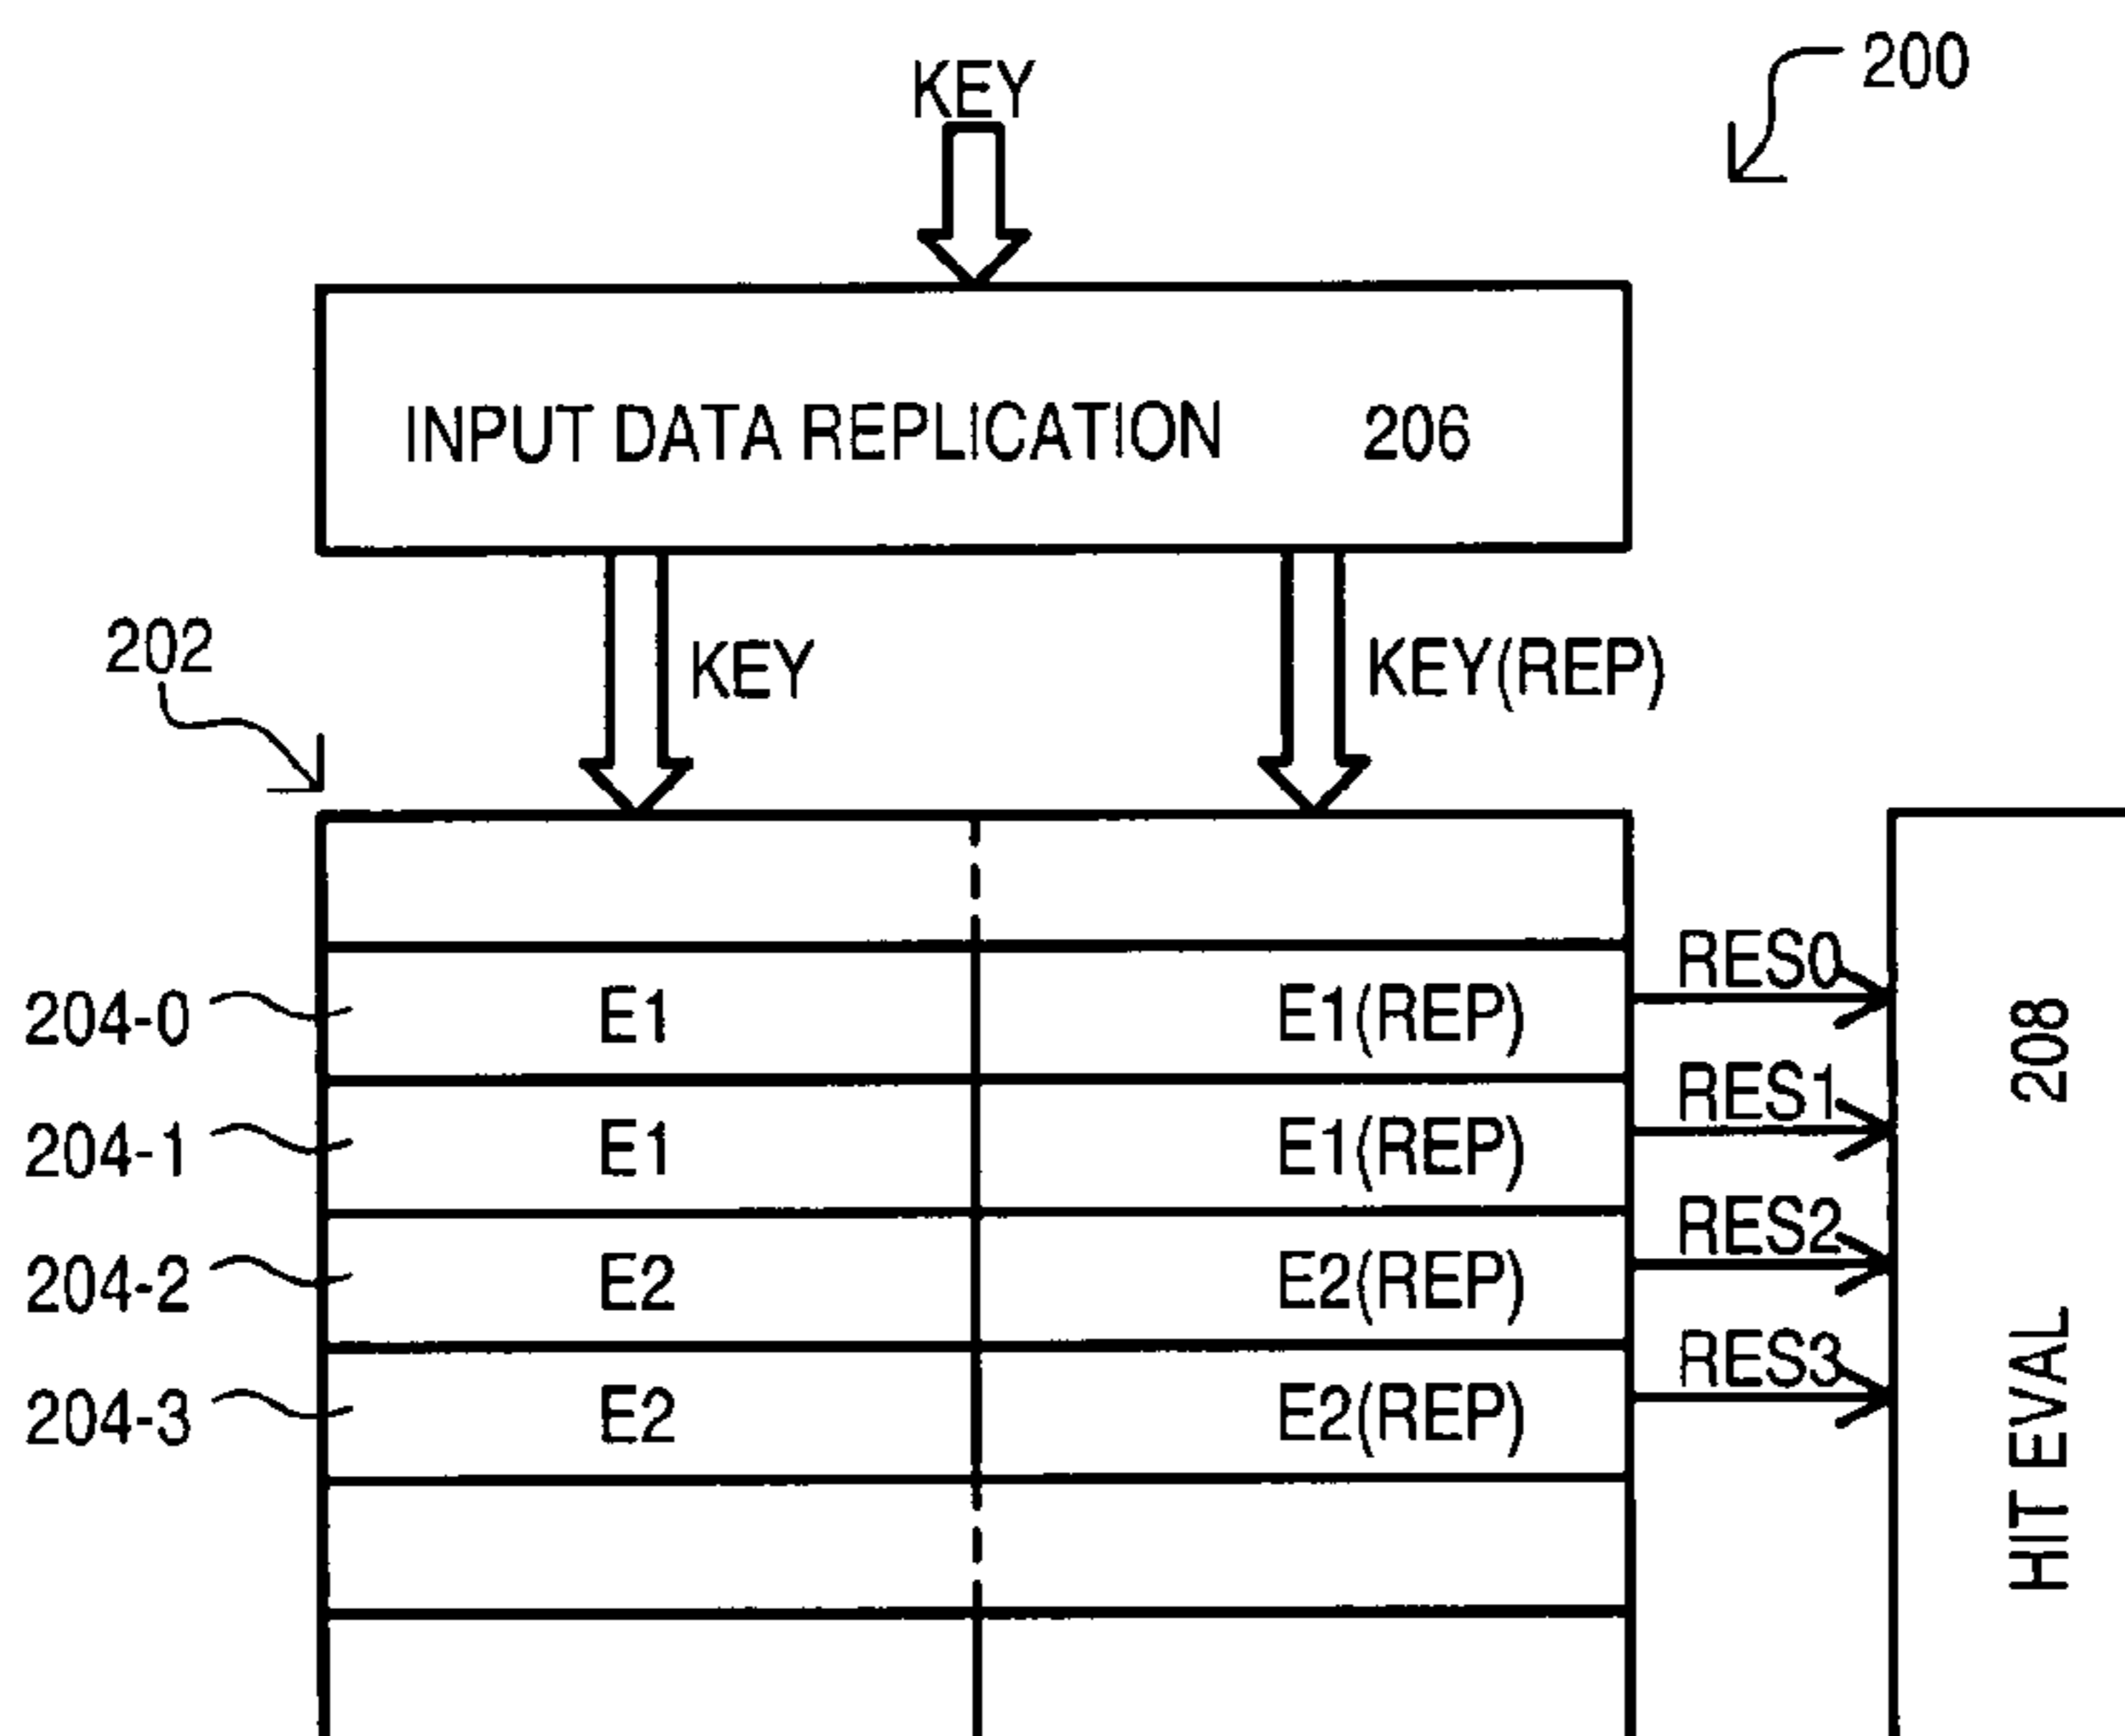 200
KEY
INPUT DATA REPLICATION 206
202
KEY
KEY(REP)
204-0 E1 E1(REP) RES0
204-1 E1 E1(REP) RES1
204-2 E2 E2(REP) RES2
204-3 E2 E2(REP) RES3
HIT EVAL 208